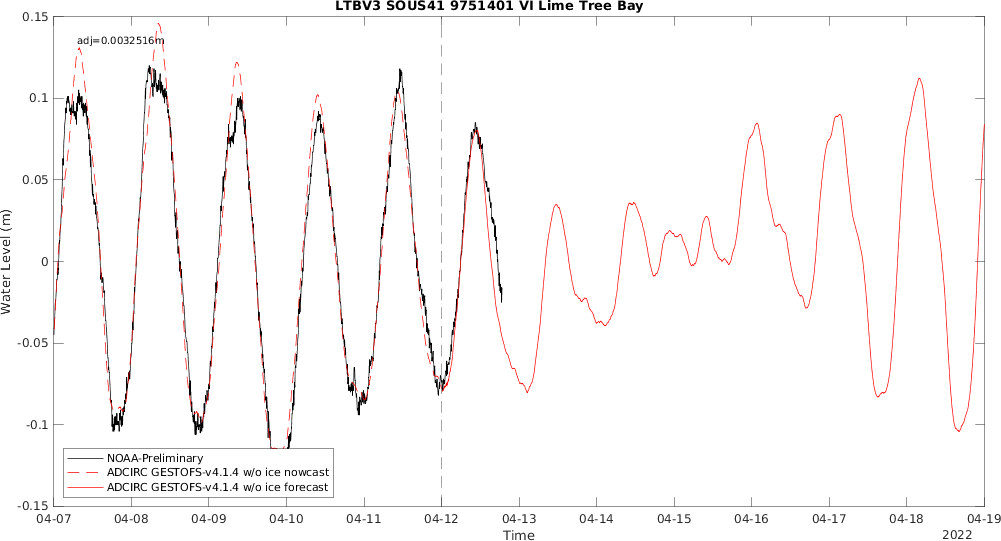 LTBV3 SOUS41 9751401 VI Lime Tree Bay
adj=0.0032516m
0.15
0.1
0.05
0
-0.05
-0.1
-0.15
Water Level (m)
NOAA-Preliminary
ADCIRC GESTOFS-v4.1.4 w/o ice nowcast
ADCIRC GESTOFS-v4.1.4 w/o ice forecast
04-07 04-08 04-09 04-10 04-11 04-12 04-13 04-14 04-15 04-16 04-17 04-18 04-19
Time
2022